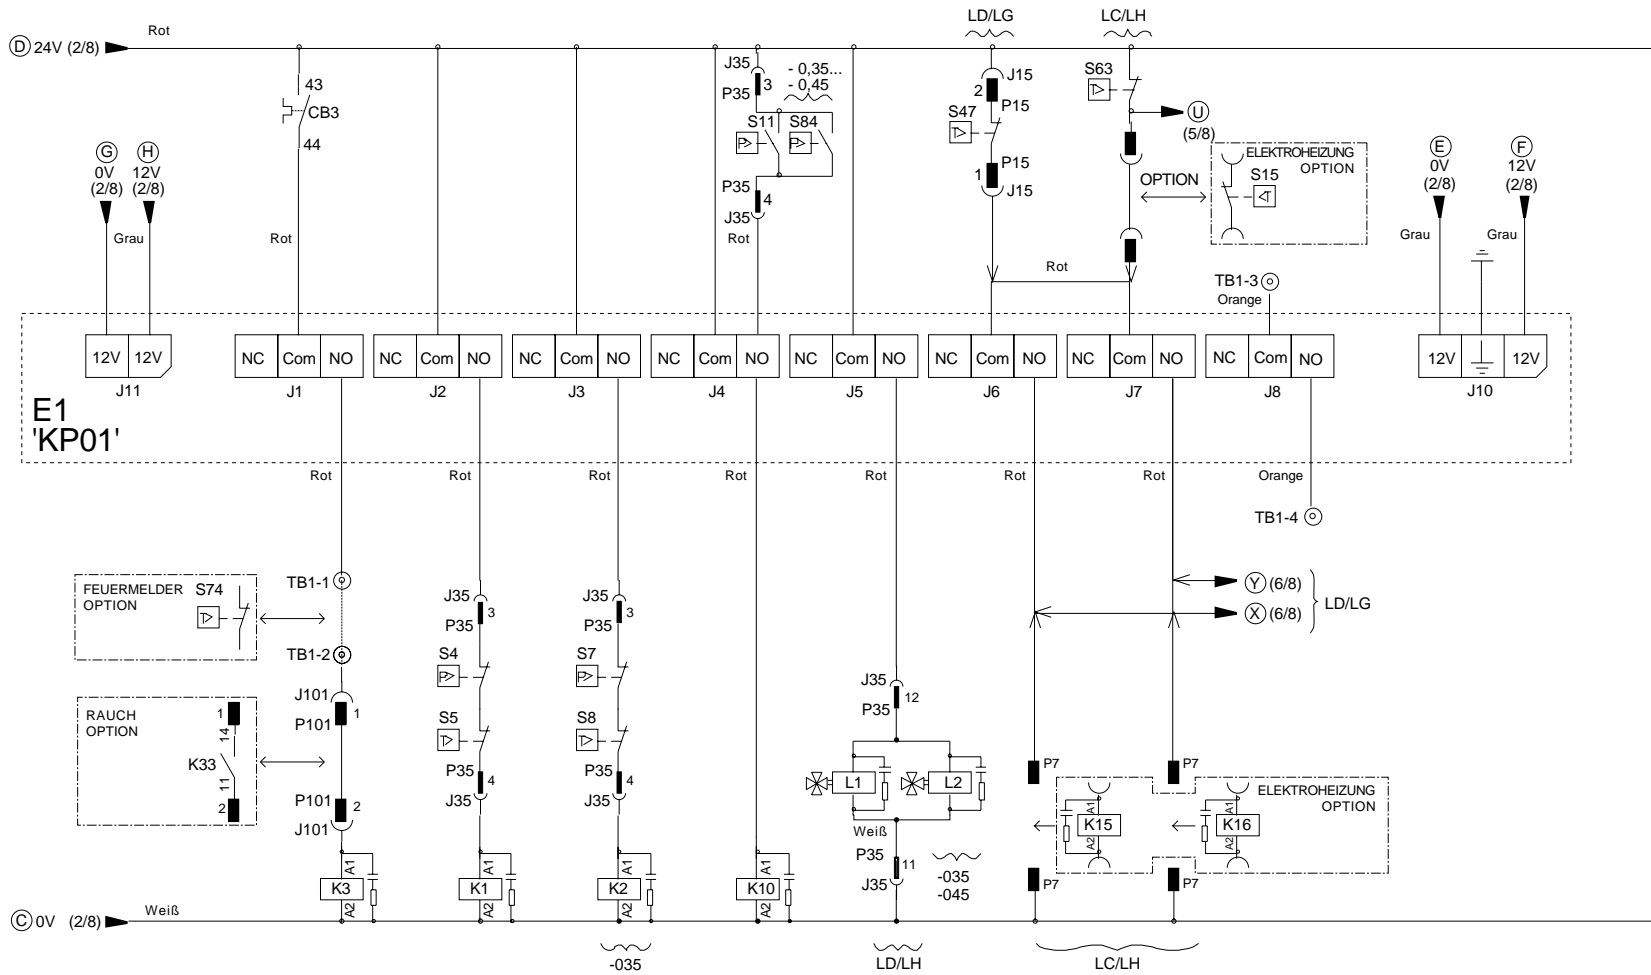 LD/LG
LC/LH
D 24V (2/8)
Rot
43
CB3
44
J35
3
P35
- 0,35...
- 0,45
S11
S84
P
P
P35
4
J35
Rot
J15
2
P15
S47
T
P15
1
J15
S63
T
U
(5/8)
OPTION
ELEKTROHEIZUNG
OPTION
S15
T
G
0V
(2/8)
H
12V
(2/8)
Grau
Rot
Rot
TB1-3
Orange
E
0V
(2/8)
F
12V
(2/8)
Grau
Grau
12V 12V
J11
NC Com NO
J1
NC Com NO
J2
NC Com NO
J3
NC Com NO
J4
NC Com NO
J5
NC Com NO
J6
NC Com NO
J7
NC Com NO
J8
12V 12V
J10
E1
'KP01'
Rot
Rot
Rot
Rot
Rot
Rot
Rot
Orange
TB1-4
FEUERMELDER
OPTION
S74
T
TB1-1
TB1-2
J35
3
P35
J35
3
P35
Y (6/8)
X (6/8)
LD/LG
S4
P
S7
P
S5
T
S8
T
P35
4
J35
P35
4
J35
J35
12
P35
RAUCH
OPTION
1
14
K33
11
2
J101
P101
1
P101
2
J101
L1
L2
Weiß
P35
11
J35
-035
-045
P7
P7
ELEKTROHEIZUNG
OPTION
A1
K15
A2
A1
K16
A2
P7
P7
A1
K3
A2
A1
K1
A2
A1
K2
A2
A1
K10
A2
C 0V (2/8)
Weiß
-035
LD/LH
LC/LH